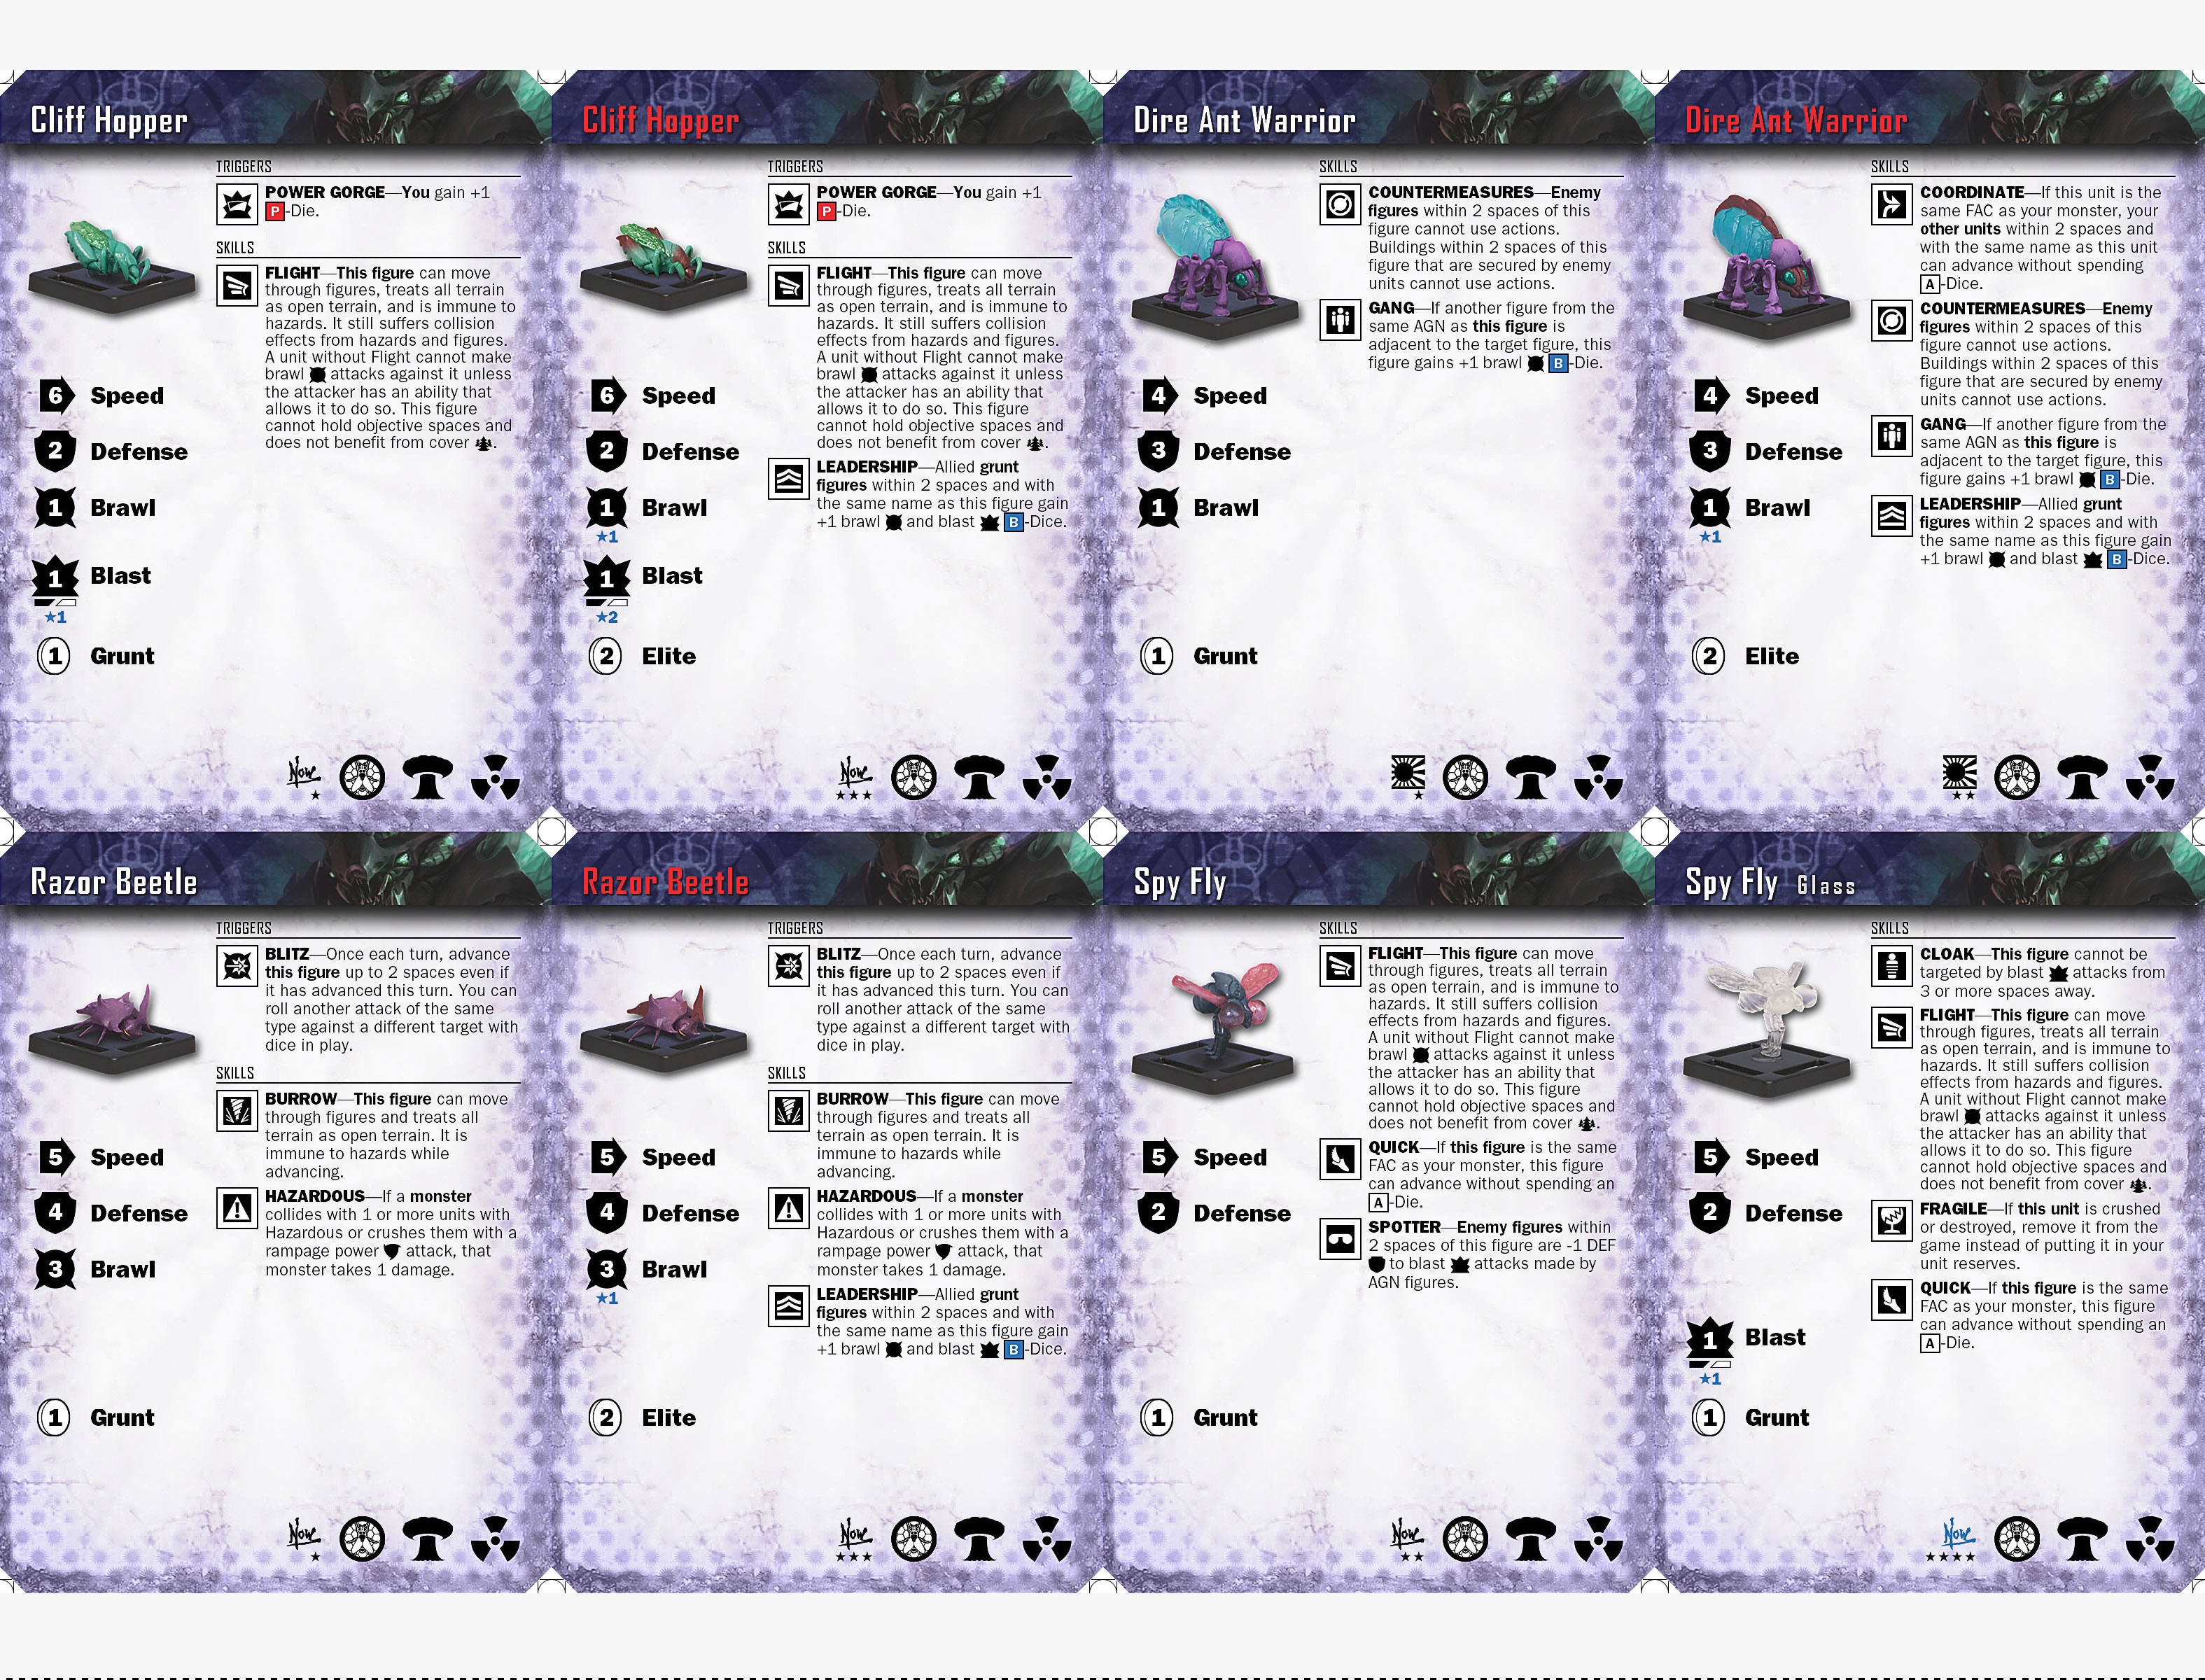 Cliff Hopper
TRIGGERS
POWER GORGE—You gain +1
P-Die.
SKILLS
FLIGHT—This figure can move
through figures, treats all terrain
as open terrain, and is immune to
hazards. It still suffers collision
effects from hazards and figures.
A unit without Flight cannot make
brawl attacks against it unless
the attacker has an ability that
allows it to do so. This figure
cannot hold objective spaces and
does not benefit from cover .
6 Speed
2 Defense
1 Brawl
1 Blast
★1
1 Grunt
Now
★
Cliff Hopper
TRIGGERS
POWER GORGE—You gain +1
P-Die.
SKILLS
FLIGHT—This figure can move
through figures, treats all terrain
as open terrain, and is immune to
hazards. It still suffers collision
effects from hazards and figures.
A unit without Flight cannot make
brawl attacks against it unless
the attacker has an ability that
allows it to do so. This figure
cannot hold objective spaces and
does not benefit from cover .
LEADERSHIP—Allied grunt
figures within 2 spaces and with
the same name as this figure gain
+1 brawl and blast B-Dice.
6 Speed
2 Defense
1 Brawl
★1
1 Blast
★2
2 Elite
Now
★★★
Dire Ant Warrior
SKILLS
COUNTERMEASURES—Enemy
figures within 2 spaces of this
figure cannot use actions.
Buildings within 2 spaces of this
figure that are secured by enemy
units cannot use actions.
GANG—If another figure from the
same AGN as this figure is
adjacent to the target figure, this
figure gains +1 brawl B-Die.
4 Speed
3 Defense
1 Brawl
1 Grunt
★
Dire Ant Warrior
SKILLS
COORDINATE—If this unit is the
same FAC as your monster, your
other units within 2 spaces and
with the same name as this unit
can advance without spending
A-Dice.
COUNTERMEASURES—Enemy
figures within 2 spaces of this
figure cannot use actions.
Buildings within 2 spaces of this
figure that are secured by enemy
units cannot use actions.
GANG—If another figure from the
same AGN as this figure is
adjacent to the target figure, this
figure gains +1 brawl B-Die.
LEADERSHIP—Allied grunt
figures within 2 spaces and with
the same name as this figure gain
+1 brawl and blast B-Dice.
4 Speed
3 Defense
1 Brawl
★1
2 Elite
★★
Razor Beetle
TRIGGERS
BLITZ—Once each turn, advance
this figure up to 2 spaces even if
it has advanced this turn. You can
roll another attack of the same
type against a different target with
dice in play.
SKILLS
BURROW—This figure can move
through figures and treats all
terrain as open terrain. It is
immune to hazards while
advancing.
HAZARDOUS—If a monster
collides with 1 or more units with
Hazardous or crushes them with a
rampage power attack, that
monster takes 1 damage.
5 Speed
4 Defense
3 Brawl
1 Grunt
Now
★
Razor Beetle
TRIGGERS
BLITZ—Once each turn, advance
this figure up to 2 spaces even if
it has advanced this turn. You can
roll another attack of the same
type against a different target with
dice in play.
SKILLS
BURROW—This figure can move
through figures and treats all
terrain as open terrain. It is
immune to hazards while
advancing.
HAZARDOUS—If a monster
collides with 1 or more units with
Hazardous or crushes them with a
rampage power attack, that
monster takes 1 damage.
LEADERSHIP—Allied grunt
figures within 2 spaces and with
the same name as this figure gain
+1 brawl and blast B-Dice.
5 Speed
4 Defense
3 Brawl
★1
2 Elite
Now
★★★
Spy Fly
SKILLS
FLIGHT—This figure can move
through figures, treats all terrain
as open terrain, and is immune to
hazards. It still suffers collision
effects from hazards and figures.
A unit without Flight cannot make
brawl attacks against it unless
the attacker has an ability that
allows it to do so. This figure
cannot hold objective spaces and
does not benefit from cover .
QUICK—If this figure is the same
FAC as your monster, this figure
can advance without spending an
A-Die.
SPOTTER—Enemy figures within
2 spaces of this figure are -1 DEF
to blast attacks made by
AGN figures.
5 Speed
2 Defense
1 Grunt
Now
★★
Spy Fly Glass
SKILLS
CLOAK—This figure cannot be
targeted by blast attacks from
3 or more spaces away.
FLIGHT—This figure can move
through figures, treats all terrain
as open terrain, and is immune to
hazards. It still suffers collision
effects from hazards and figures.
A unit without Flight cannot make
brawl attacks against it unless
the attacker has an ability that
allows it to do so. This figure
cannot hold objective spaces and
does not benefit from cover .
FRAGILE—If this unit is crushed
or destroyed, remove it from the
game instead of putting it in your
unit reserves.
QUICK—If this figure is the same
FAC as your monster, this figure
can advance without spending an
A-Die.
5 Speed
2 Defense
1 Blast
★1
1 Grunt
Now
★★★★